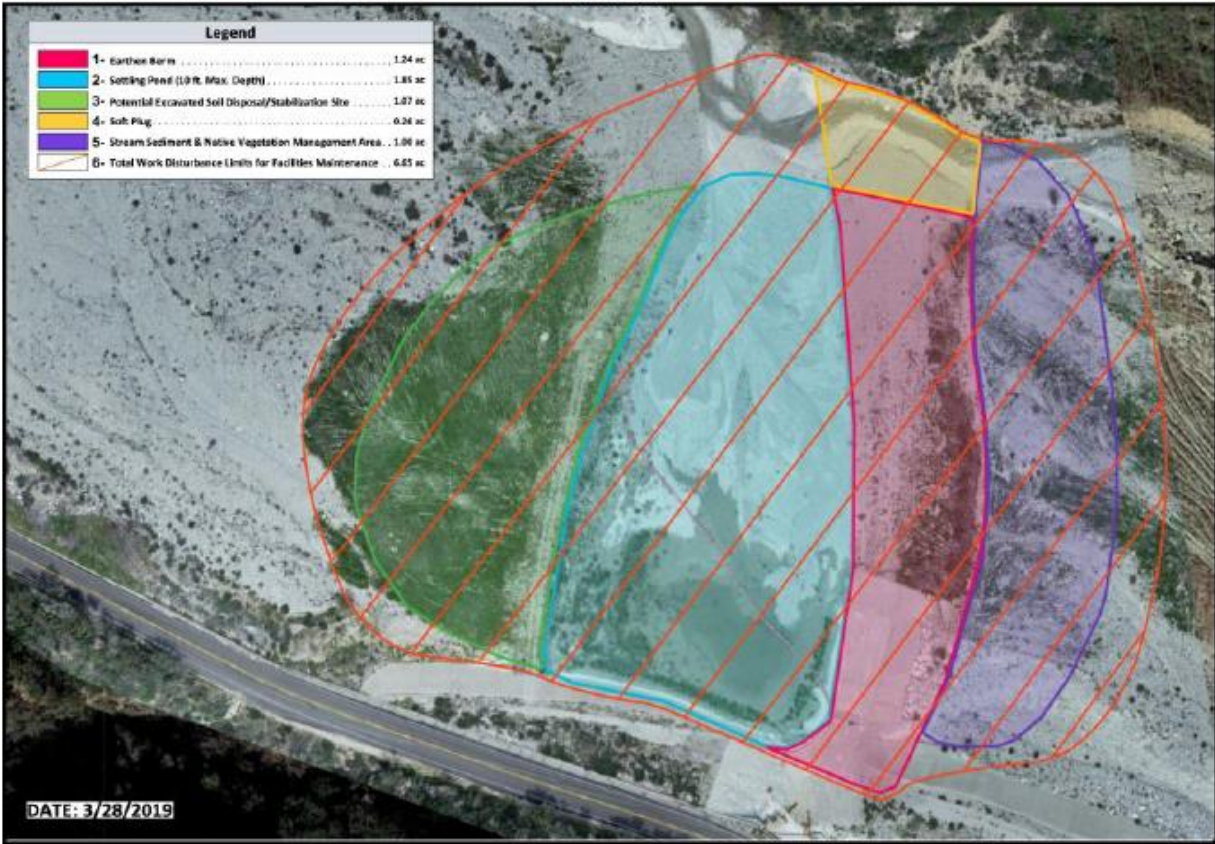 Legend
1- Earthen Berm ........ 1.24 ac
2- Settling Pond (10 ft. Max. Depth) ........ 1.85 ac
3- Potential Excavated Soil Disposal/Stabilization Site ........ 1.07 ac
4- Soft Plug ........ 0.26 ac
5- Stream Sediment & Native Vegetation Management Area .. 1.00 ac
6- Total Work Disturbance Limits for Facilities Maintenance .. 6.65 ac
DATE: 3/28/2019